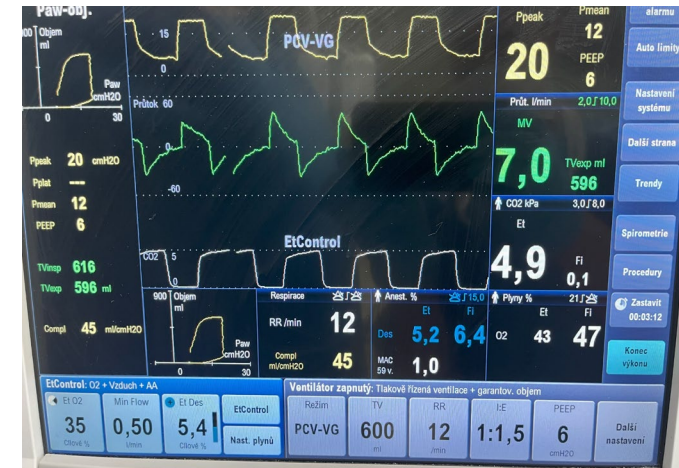 Paw-obj.
Objem
ml
Paw
cmH2O
0 30
Ppeak 20 cmH2O
Pplat ---
Pmean 12
PEEP 6
TVinsp 616
TVexp 596 ml
Compl 45 ml/cmH2O
15
PCV-VG
0
Průtok 60
0
-60
EtControl
CO2 5
0
900 Objem
ml
Paw
cmH2O
0 30
Respirace
RR/min 12
Compl
ml/cmH2O 45
Anest. % 15,0
Et Fi
Des 5,2 6,4
MAC
59 v. 1,0
Ppeak
20
Pmean
12
PEEP
6
Průt. l/min 2,0 10,0
MV
7,0
TVexp ml
596
CO2 kPa 3,0 8,0
Et
4,9
Fi
0,1
Plyny % 21
Et Fi
O2 43 47
alarmu
Auto limity
Nastavení
systému
Další strana
Trendy
Spirometrie
Procedury
Zastavit
00:03:12
Konec
výkonu
EtControl: O2 + Vzduch + AA
Et O2
35
Cílové %
Min Flow
0,50
l/min
Et Des
5,4
Cílové %
EtControl
Nast. plynů
Ventilátor zapnutý: Tlakově řízená ventilace + garantov. objem
Režim
PCV-VG
TV
600
ml
RR
12
/min
I:E
1:1,5
PEEP
6
cmH2O
Další
nastavení